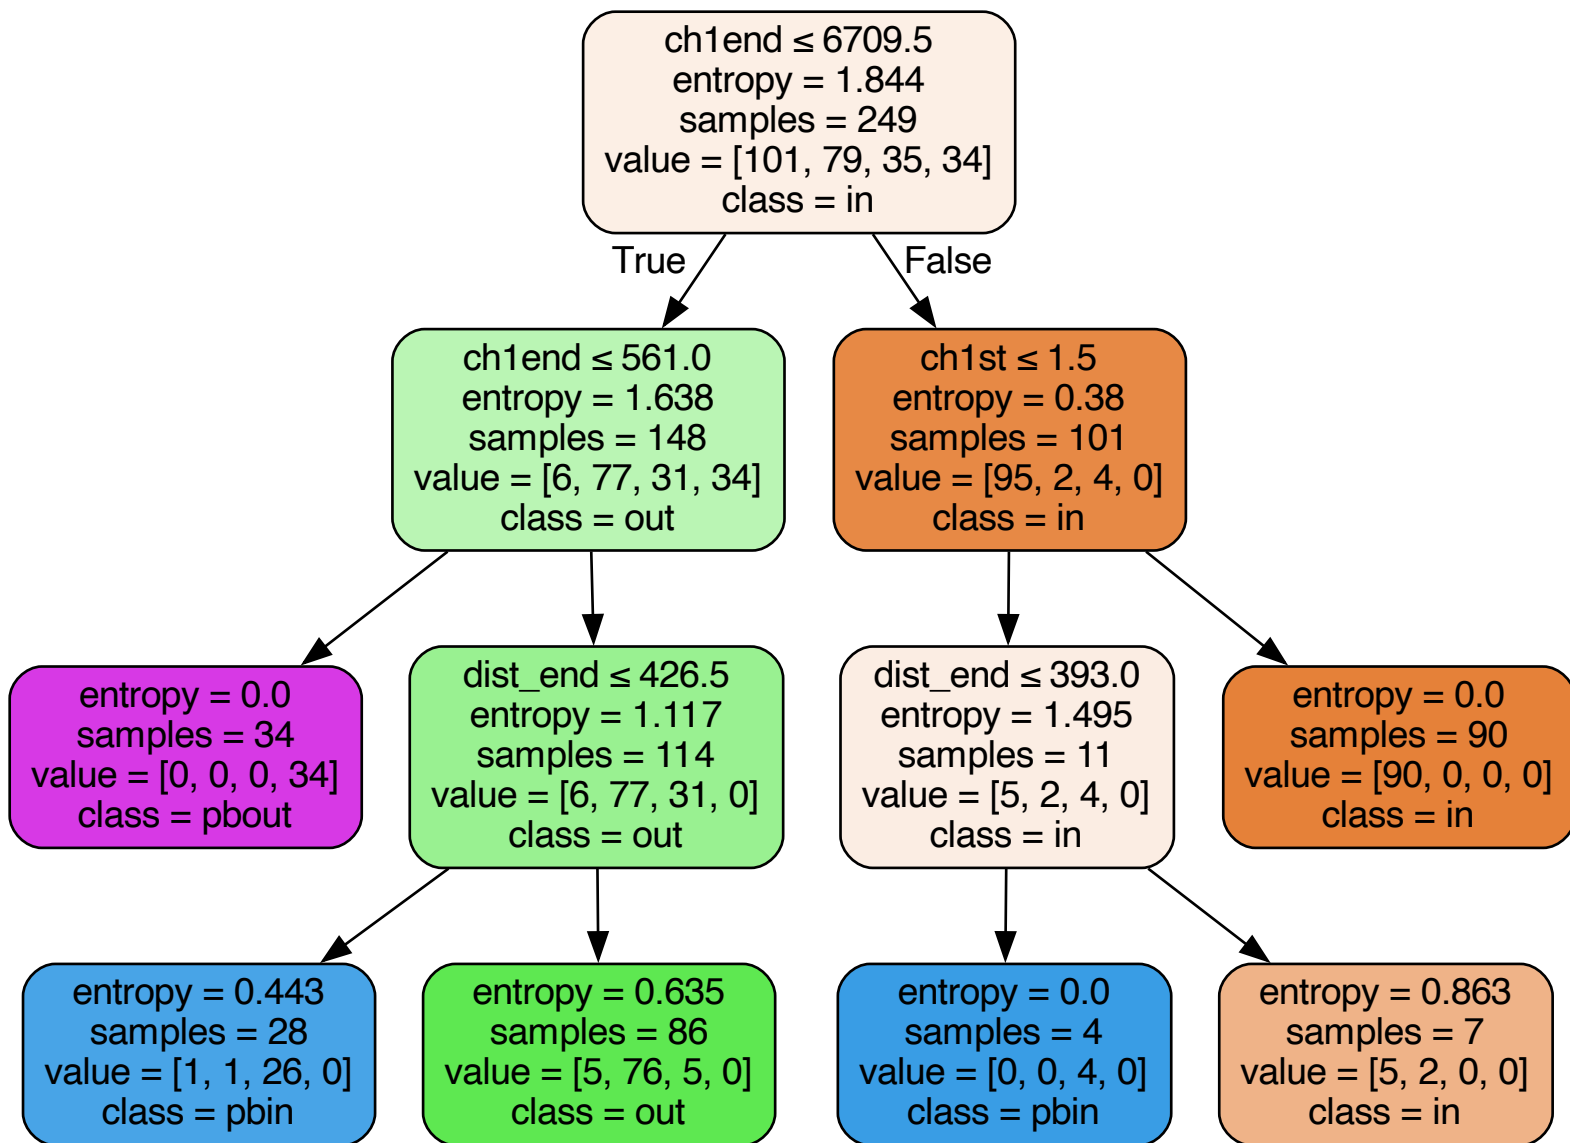 ch1end ≤ 6709.5
entropy = 1.844
samples = 249
value = [101, 79, 35, 34]
class = in
True
False
ch1end ≤ 561.0
entropy = 1.638
samples = 148
value = [6, 77, 31, 34]
class = out
ch1st ≤ 1.5
entropy = 0.38
samples = 101
value = [95, 2, 4, 0]
class = in
entropy = 0.0
samples = 34
value = [0, 0, 0, 34]
class = pbout
dist_end ≤ 426.5
entropy = 1.117
samples = 114
value = [6, 77, 31, 0]
class = out
dist_end ≤ 393.0
entropy = 1.495
samples = 11
value = [5, 2, 4, 0]
class = in
entropy = 0.0
samples = 90
value = [90, 0, 0, 0]
class = in
entropy = 0.443
samples = 28
value = [1, 1, 26, 0]
class = pbin
entropy = 0.635
samples = 86
value = [5, 76, 5, 0]
class = out
entropy = 0.0
samples = 4
value = [0, 0, 4, 0]
class = pbin
entropy = 0.863
samples = 7
value = [5, 2, 0, 0]
class = in